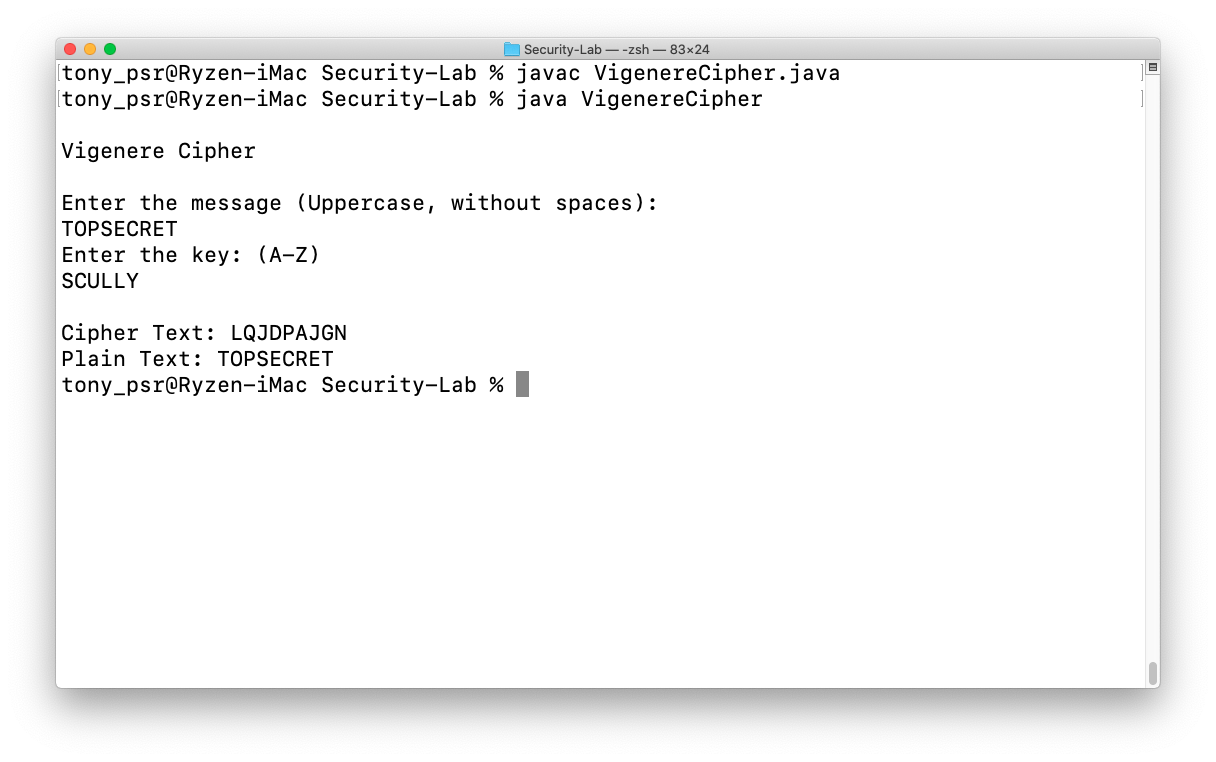 Security-Lab — -zsh — 83×24
[tony_psr@Ryzen-iMac Security-Lab % javac VigenereCipher.java ]
[tony_psr@Ryzen-iMac Security-Lab % java VigenereCipher ]
Vigenere Cipher
Enter the message (Uppercase, without spaces):
TOPSECRET
Enter the key: (A-Z)
SCULLY
Cipher Text: LQJDPAJGN
Plain Text: TOPSECRET
tony_psr@Ryzen-iMac Security-Lab %